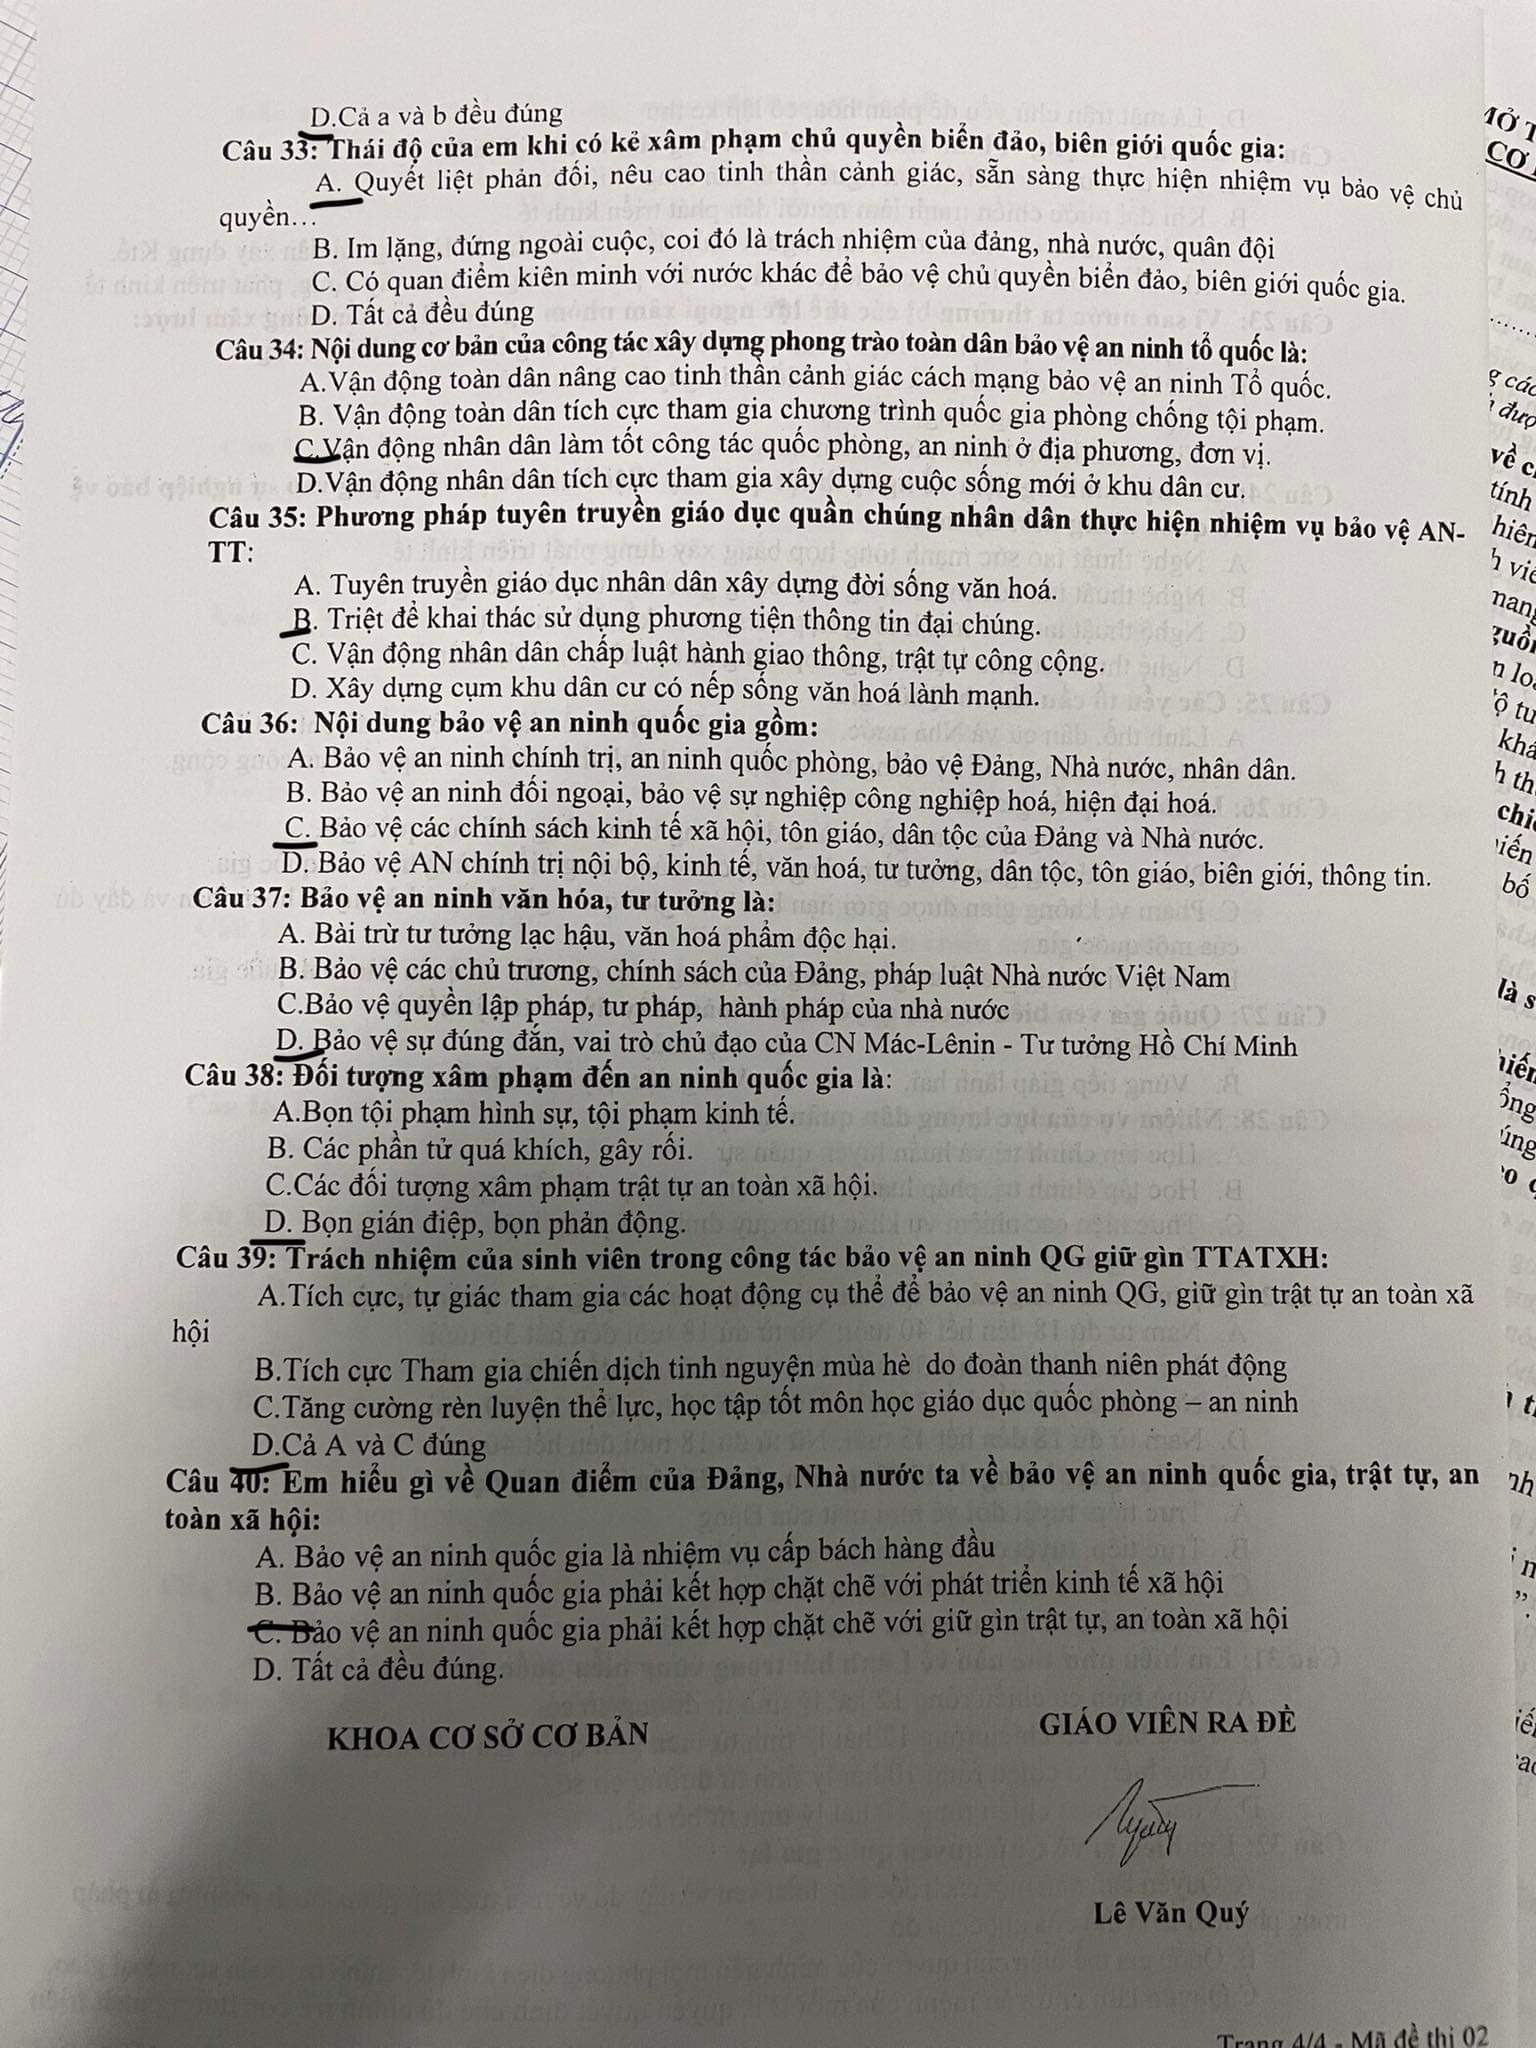 D.Cả a và b đều đúng
Câu 33: Thái độ của em khi có kẻ xâm phạm chủ quyền biển đảo, biên giới quốc gia:
A. Quyết liệt phản đối, nêu cao tinh thần cảnh giác, sẵn sàng thực hiện nhiệm vụ bảo vệ chủ
quyền…
B. Im lặng, đứng ngoài cuộc, coi đó là trách nhiệm của đảng, nhà nước, quân đội
C. Có quan điểm kiên minh với nước khác để bảo vệ chủ quyền biển đảo, biên giới quốc gia.
D. Tất cả đều đúng
Câu 34: Nội dung cơ bản của công tác xây dựng phong trào toàn dân bảo vệ an ninh tổ quốc là:
A.Vận động toàn dân nâng cao tinh thần cảnh giác cách mạng bảo vệ an ninh Tổ quốc.
B. Vận động toàn dân tích cực tham gia chương trình quốc gia phòng chống tội phạm.
C.Vận động nhân dân làm tốt công tác quốc phòng, an ninh ở địa phương, đơn vị.
D.Vận động nhân dân tích cực tham gia xây dựng cuộc sống mới ở khu dân cư.
Câu 35: Phương pháp tuyên truyền giáo dục quần chúng nhân dân thực hiện nhiệm vụ bảo vệ AN-
TT:
A. Tuyên truyền giáo dục nhân dân xây dựng đời sống văn hoá.
B. Triệt để khai thác sử dụng phương tiện thông tin đại chúng.
C. Vận động nhân dân chấp luật hành giao thông, trật tự công cộng.
D. Xây dựng cụm khu dân cư có nếp sống văn hoá lành mạnh.
Câu 36: Nội dung bảo vệ an ninh quốc gia gồm:
A. Bảo vệ an ninh chính trị, an ninh quốc phòng, bảo vệ Đảng, Nhà nước, nhân dân.
B. Bảo vệ an ninh đối ngoại, bảo vệ sự nghiệp công nghiệp hoá, hiện đại hoá.
C. Bảo vệ các chính sách kinh tế xã hội, tôn giáo, dân tộc của Đảng và Nhà nước.
D. Bảo vệ AN chính trị nội bộ, kinh tế, văn hoá, tư tưởng, dân tộc, tôn giáo, biên giới, thông tin.
Câu 37: Bảo vệ an ninh văn hóa, tư tưởng là:
A. Bài trừ tư tưởng lạc hậu, văn hoá phẩm độc hại.
B. Bảo vệ các chủ trương, chính sách của Đảng, pháp luật Nhà nước Việt Nam
C.Bảo vệ quyền lập pháp, tư pháp, hành pháp của nhà nước
D. Bảo vệ sự đúng đắn, vai trò chủ đạo của CN Mác-Lênin - Tư tưởng Hồ Chí Minh
Câu 38: Đối tượng xâm phạm đến an ninh quốc gia là:
A.Bọn tội phạm hình sự, tội phạm kinh tế.
B. Các phần tử quá khích, gây rối.
C.Các đối tượng xâm phạm trật tự an toàn xã hội.
D. Bọn gián điệp, bọn phản động.
Câu 39: Trách nhiệm của sinh viên trong công tác bảo vệ an ninh QG giữ gìn TTATXH:
A.Tích cực, tự giác tham gia các hoạt động cụ thể để bảo vệ an ninh QG, giữ gìn trật tự an toàn xã
hội
B.Tích cực Tham gia chiến dịch tinh nguyện mùa hè do đoàn thanh niên phát động
C.Tăng cường rèn luyện thể lực, học tập tốt môn học giáo dục quốc phòng – an ninh
D.Cả A và C đúng
Câu 40: Em hiểu gì về Quan điểm của Đảng, Nhà nước ta về bảo vệ an ninh quốc gia, trật tự, an
toàn xã hội:
A. Bảo vệ an ninh quốc gia là nhiệm vụ cấp bách hàng đầu
B. Bảo vệ an ninh quốc gia phải kết hợp chặt chẽ với phát triển kinh tế xã hội
C. Bảo vệ an ninh quốc gia phải kết hợp chặt chẽ với giữ gìn trật tự, an toàn xã hội
D. Tất cả đều đúng.
KHOA CƠ SỞ CƠ BẢN
GIÁO VIÊN RA ĐỀ
Lê Văn Quý
Trang 4/4 - Mã đề thi 02